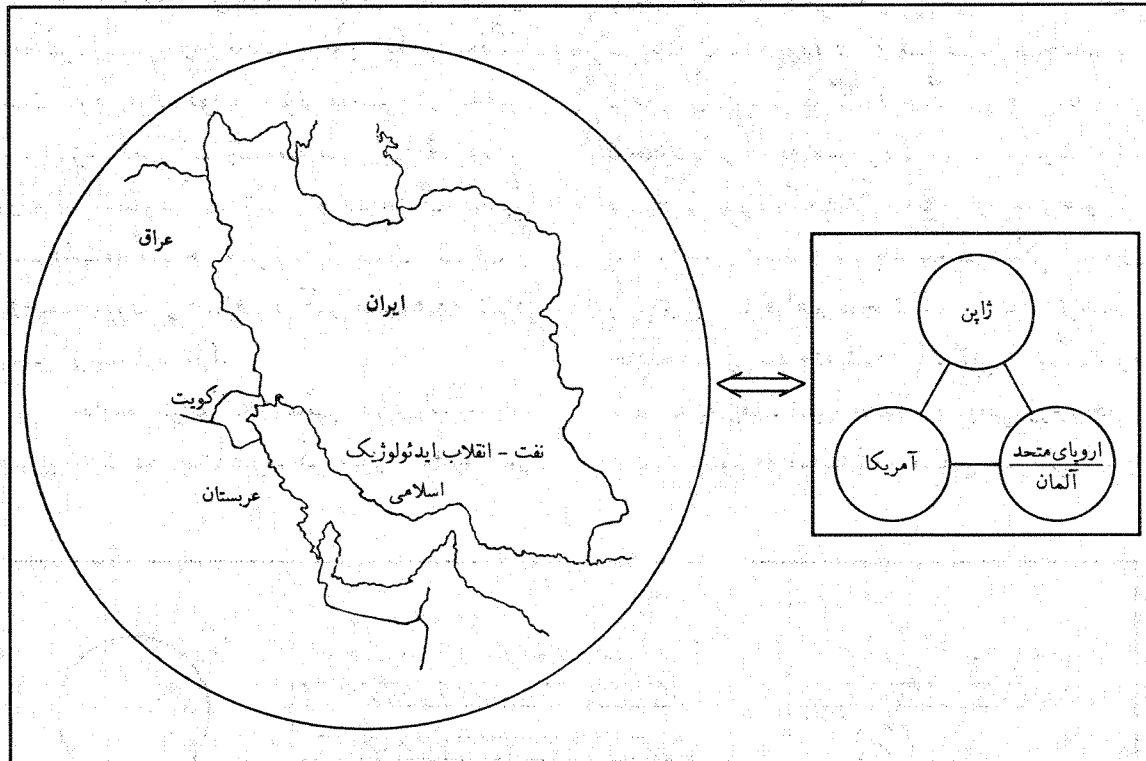 عراق
ایران
کویت
نفت - انقلاب ایدئولوژیک
اسلامی
عربستان
ژاپن
آمریکا
اروپای متحد
آلمان